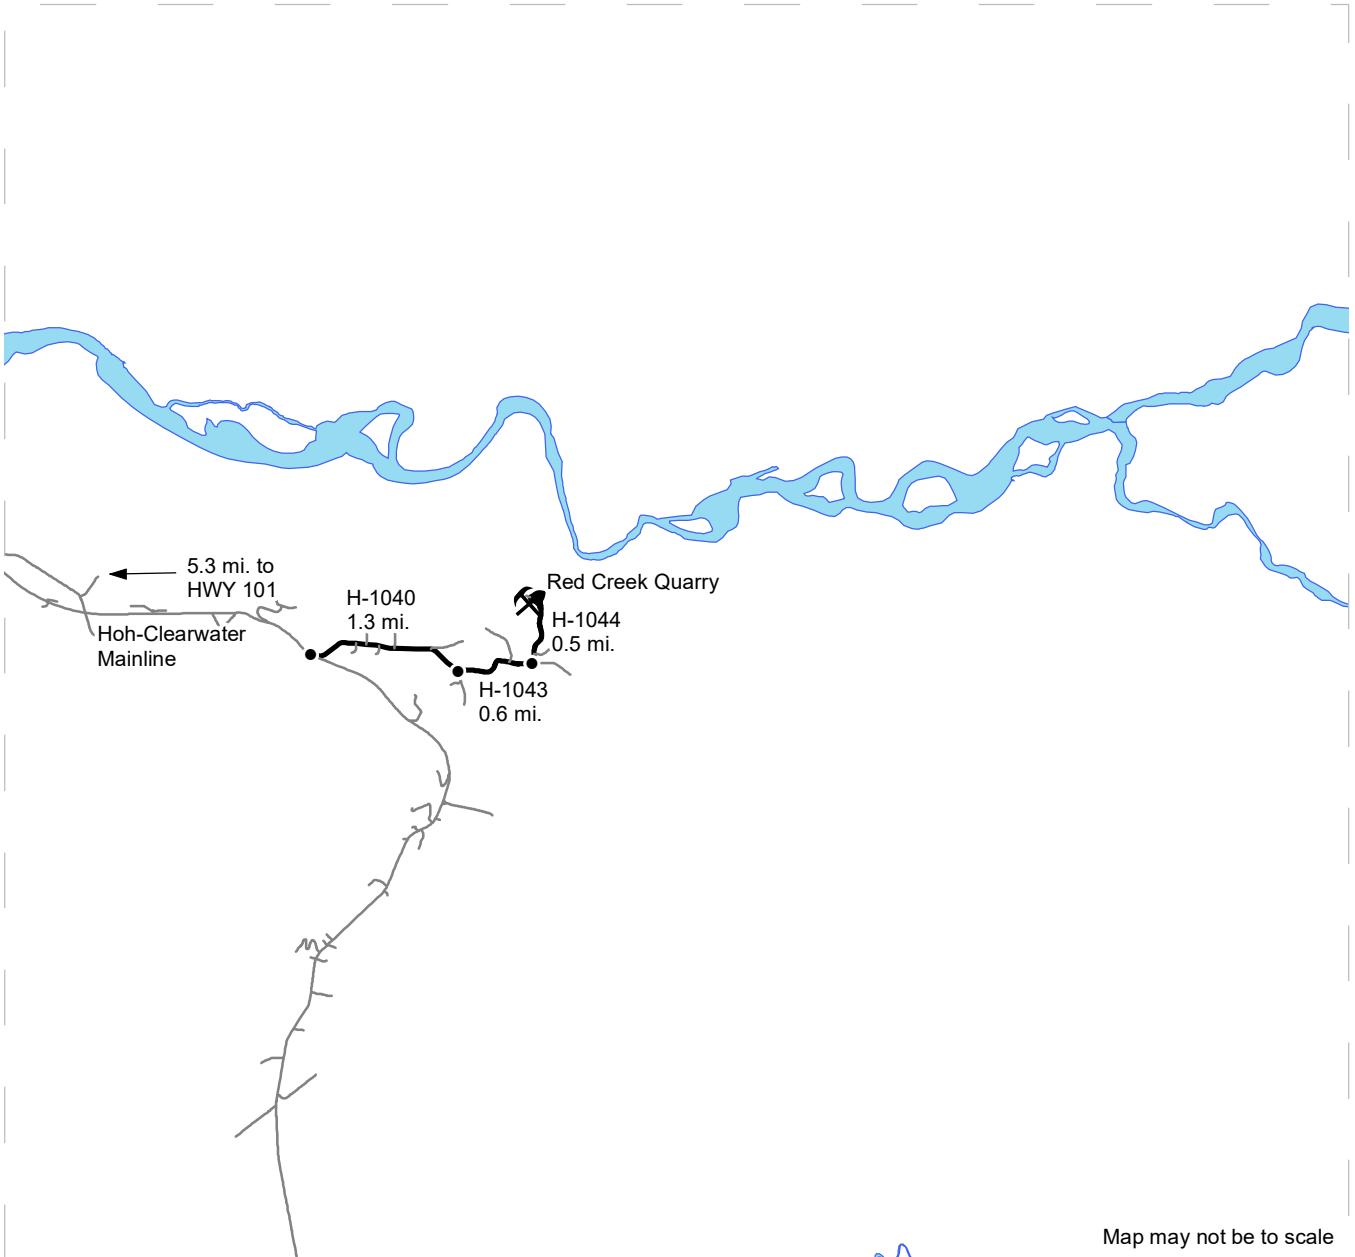 5.3 mi. to
HWY 101
Red Creek Quarry
H-1040
1.3 mi.
H-1044
0.5 mi.
Hoh-Clearwater
Mainline
H-1043
0.6 mi.
Map may not be to scale